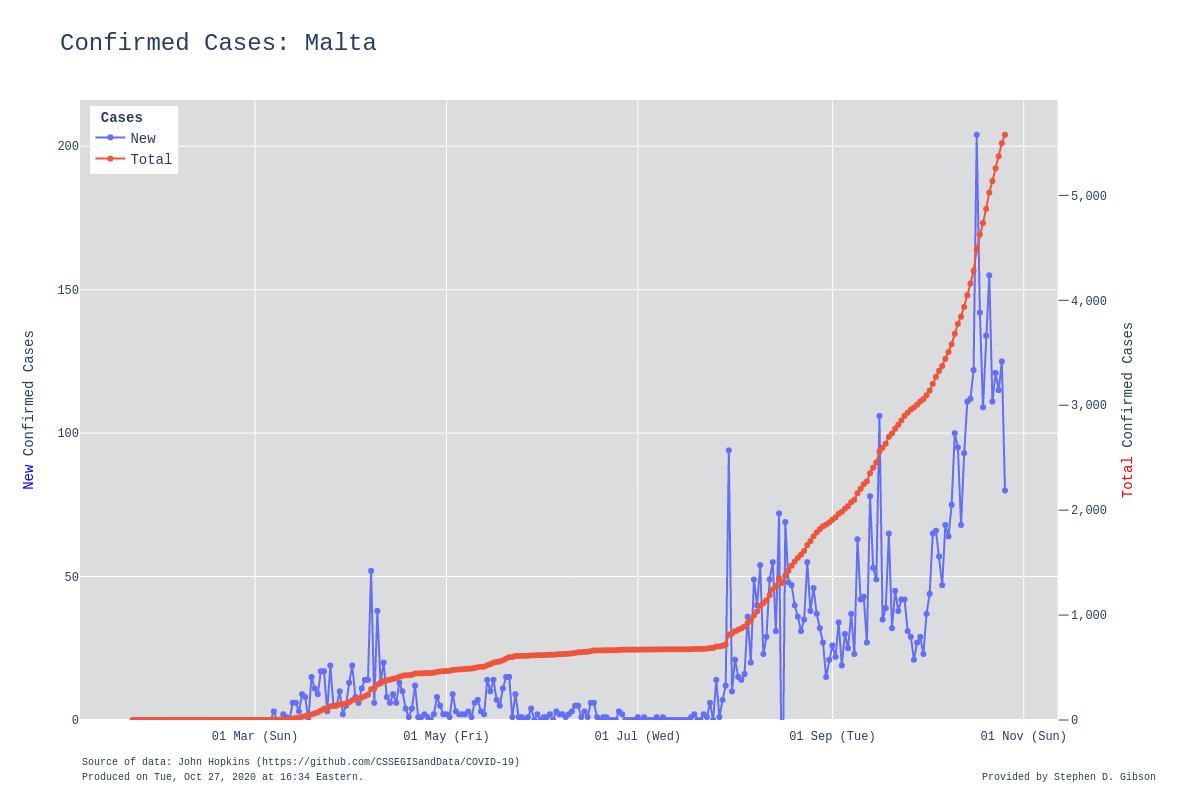 Confirmed Cases: Malta
Cases
New
Total
200
150
100
50
0
5,000
4,000
3,000
2,000
1,000
0
New Confirmed Cases
Total Confirmed Cases
01 Mar (Sun)
01 May (Fri)
01 Jul (Wed)
01 Sep (Tue)
01 Nov (Sun)
Source of data: John Hopkins (https://github.com/CSSEGISandData/COVID-19)
Produced on Tue, Oct 27, 2020 at 16:34 Eastern.
Provided by Stephen D. Gibson